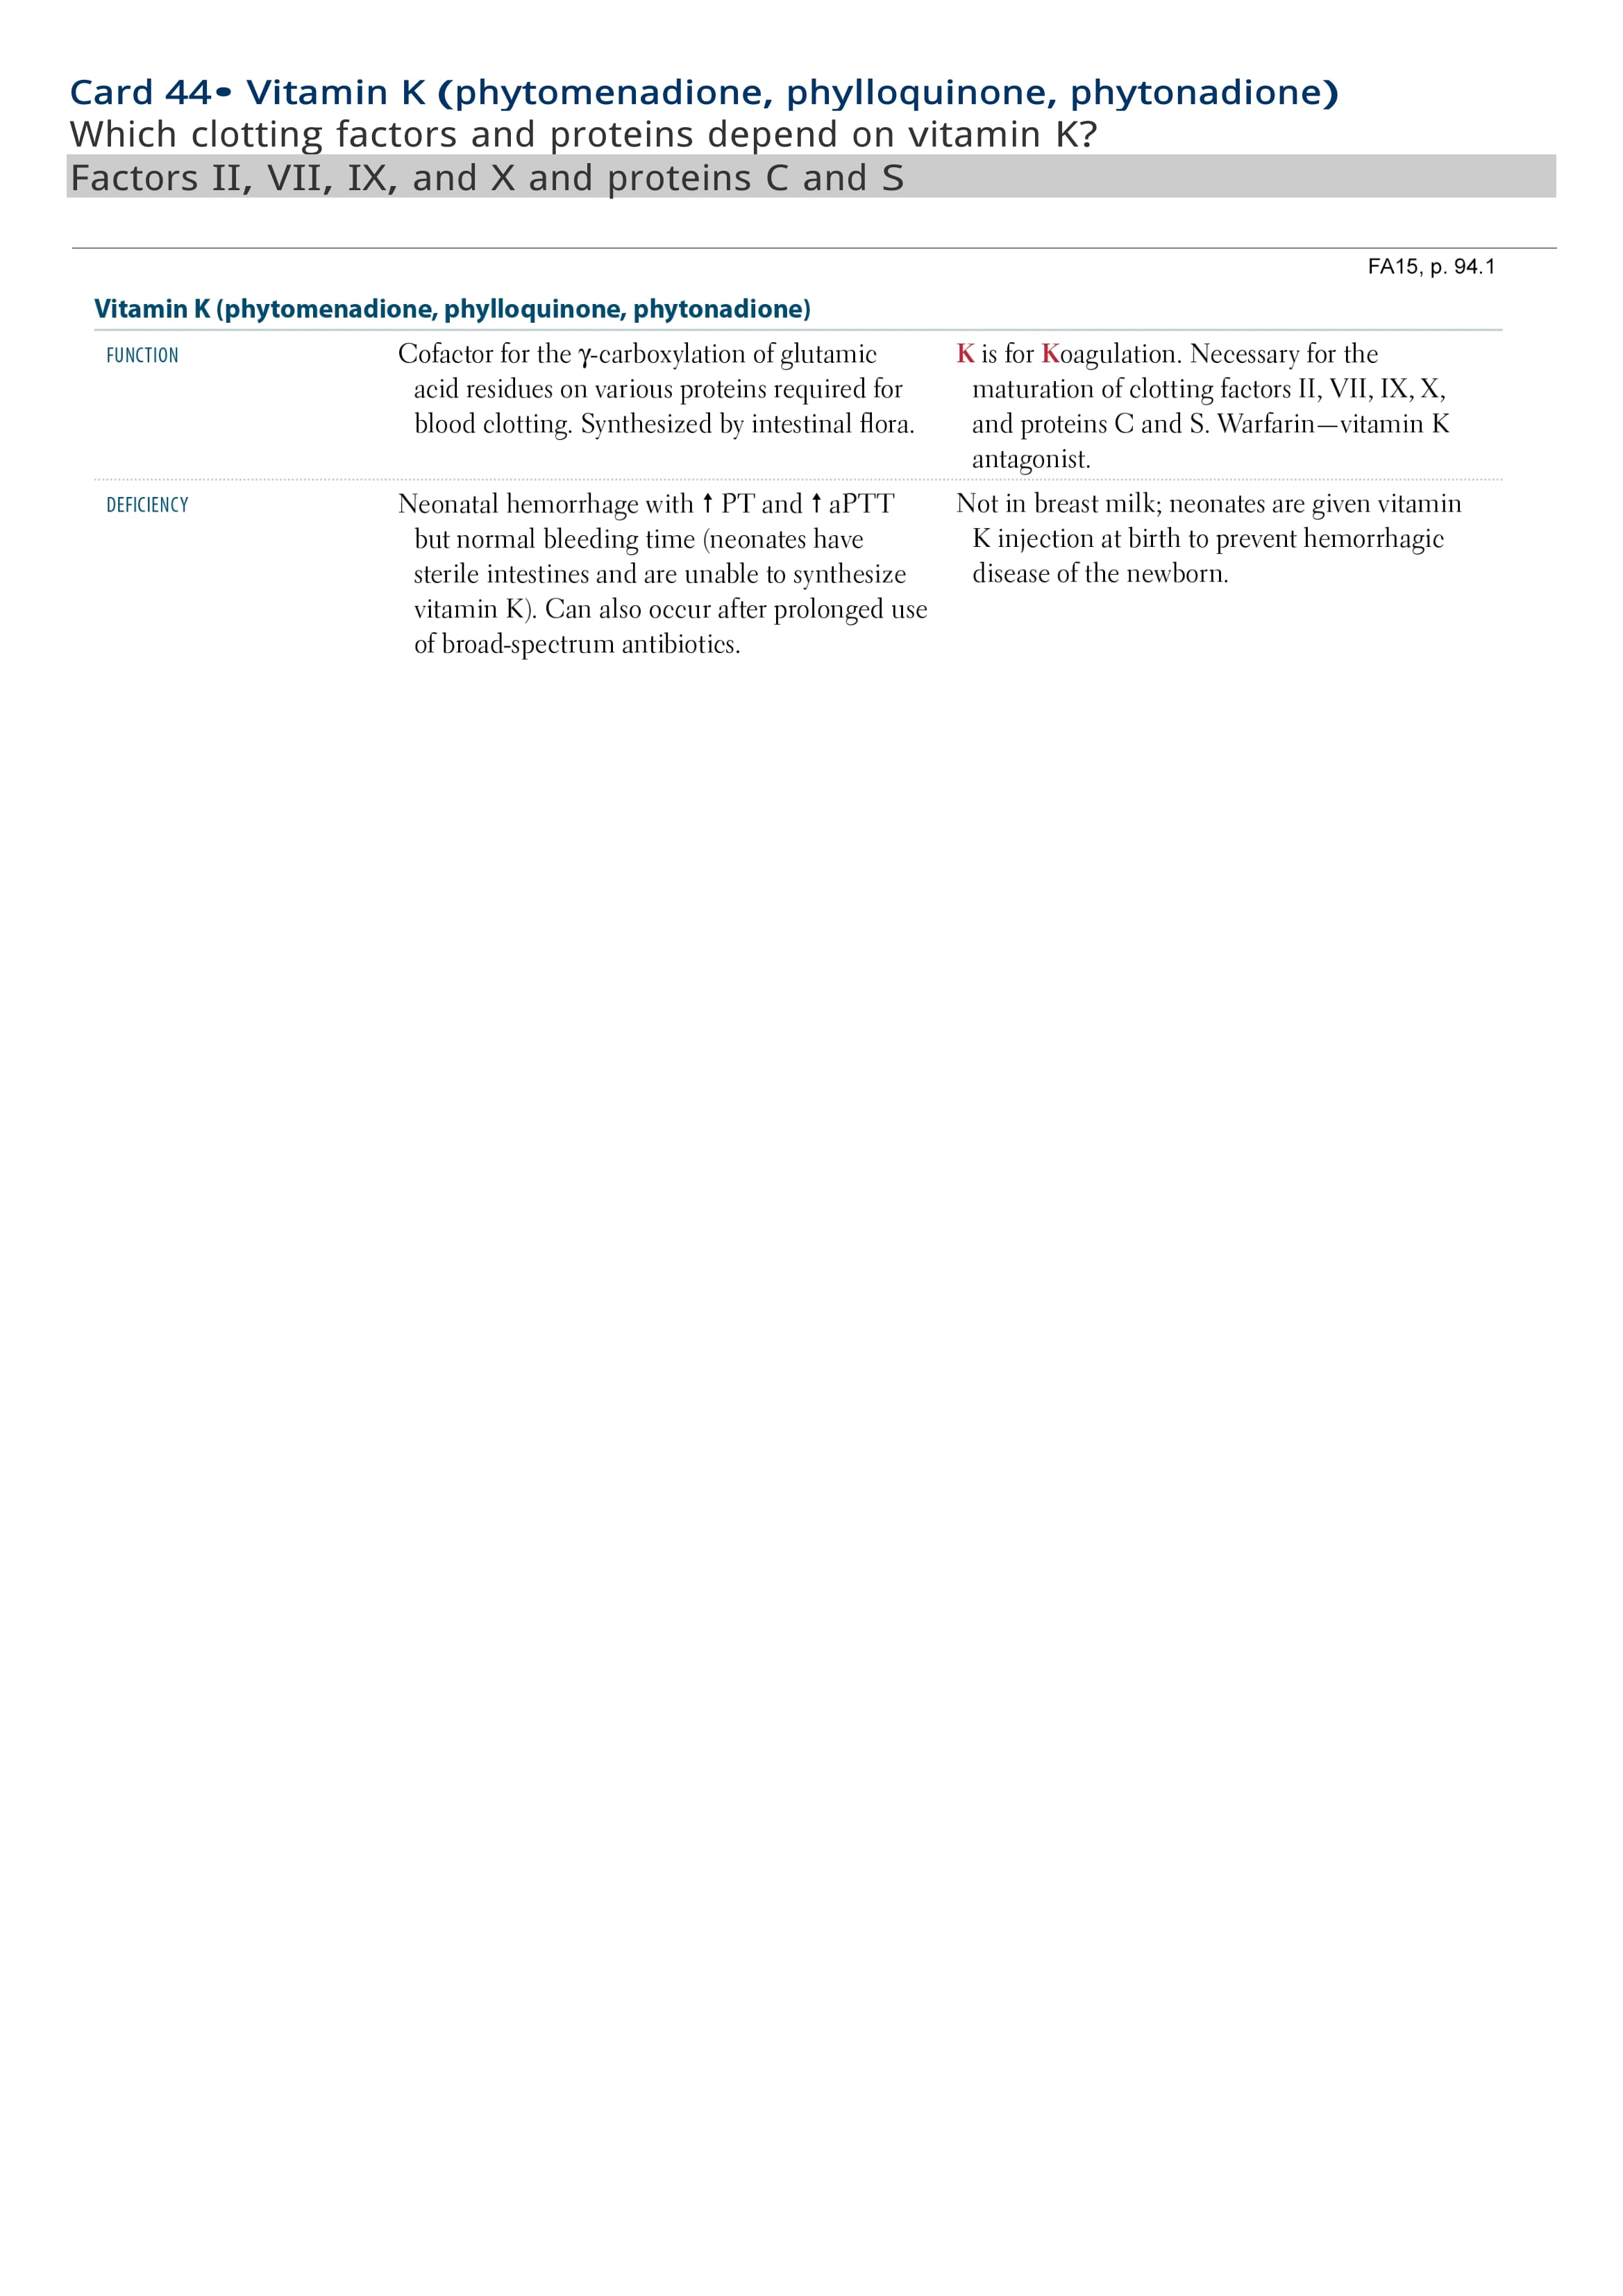 Card 44• Vitamin K (phytomenadione, phylloquinone, phytonadione)
Which clotting factors and proteins depend on vitamin K?
Factors II, VII, IX, and X and proteins C and S
FA15, p. 94.1
Vitamin K (phytomenadione, phylloquinone, phytonadione)
FUNCTION
Cofactor for the γ-carboxylation of glutamic
acid residues on various proteins required for
blood clotting. Synthesized by intestinal flora.
K is for Koagulation. Necessary for the
maturation of clotting factors II, VII, IX, X,
and proteins C and S. Warfarin—vitamin K
antagonist.
DEFICIENCY
Neonatal hemorrhage with ↑ PT and ↑ aPTT
but normal bleeding time (neonates have
sterile intestines and are unable to synthesize
vitamin K). Can also occur after prolonged use
of broad-spectrum antibiotics.
Not in breast milk; neonates are given vitamin
K injection at birth to prevent hemorrhagic
disease of the newborn.